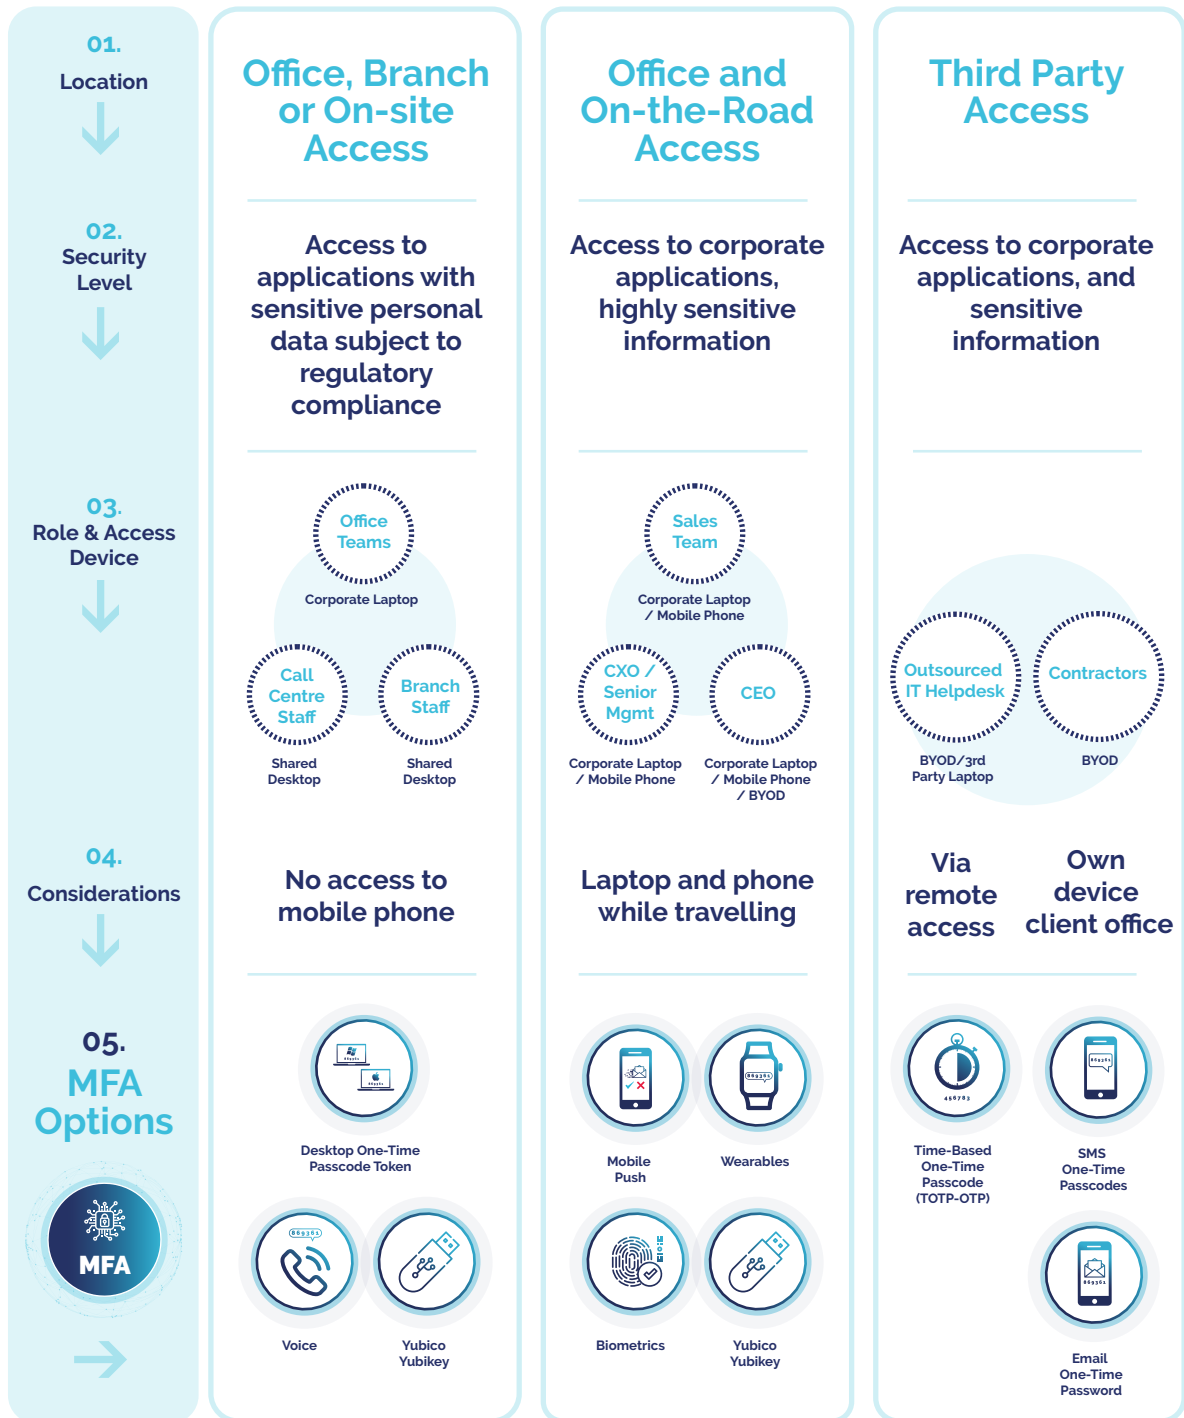 01.
Location
Office, Branch
or On-site
Access
Office and
On-the-Road
Access
Third Party
Access
02.
Security
Level
Access to
applications with
sensitive personal
data subject to
regulatory
compliance
Access to corporate
applications,
highly sensitive
information
Access to corporate
applications, and
sensitive
information
03.
Role & Access
Device
Office
Teams
Corporate Laptop
Call
Centre
Staff
Shared
Desktop
Branch
Staff
Shared
Desktop
Sales
Team
Corporate Laptop
/ Mobile Phone
CXO /
Senior
Mgmt
Corporate Laptop
/ Mobile Phone
CEO
Corporate Laptop
/ Mobile Phone
/ BYOD
Outsourced
IT Helpdesk
BYOD/3rd
Party Laptop
Contractors
BYOD
04.
Considerations
No access to
mobile phone
Laptop and phone
while travelling
Via
remote
access
Own
device
client office
05.
MFA
Options
MFA
869361
869361
Desktop One-Time
Passcode Token
869361
Voice
Yubico
Yubikey
Mobile
Push
869361
Wearables
Biometrics
Yubico
Yubikey
456783
Time-Based
One-Time
Passcode
(TOTP-OTP)
869361
SMS
One-Time
Passcodes
869361
Email
One-Time
Password